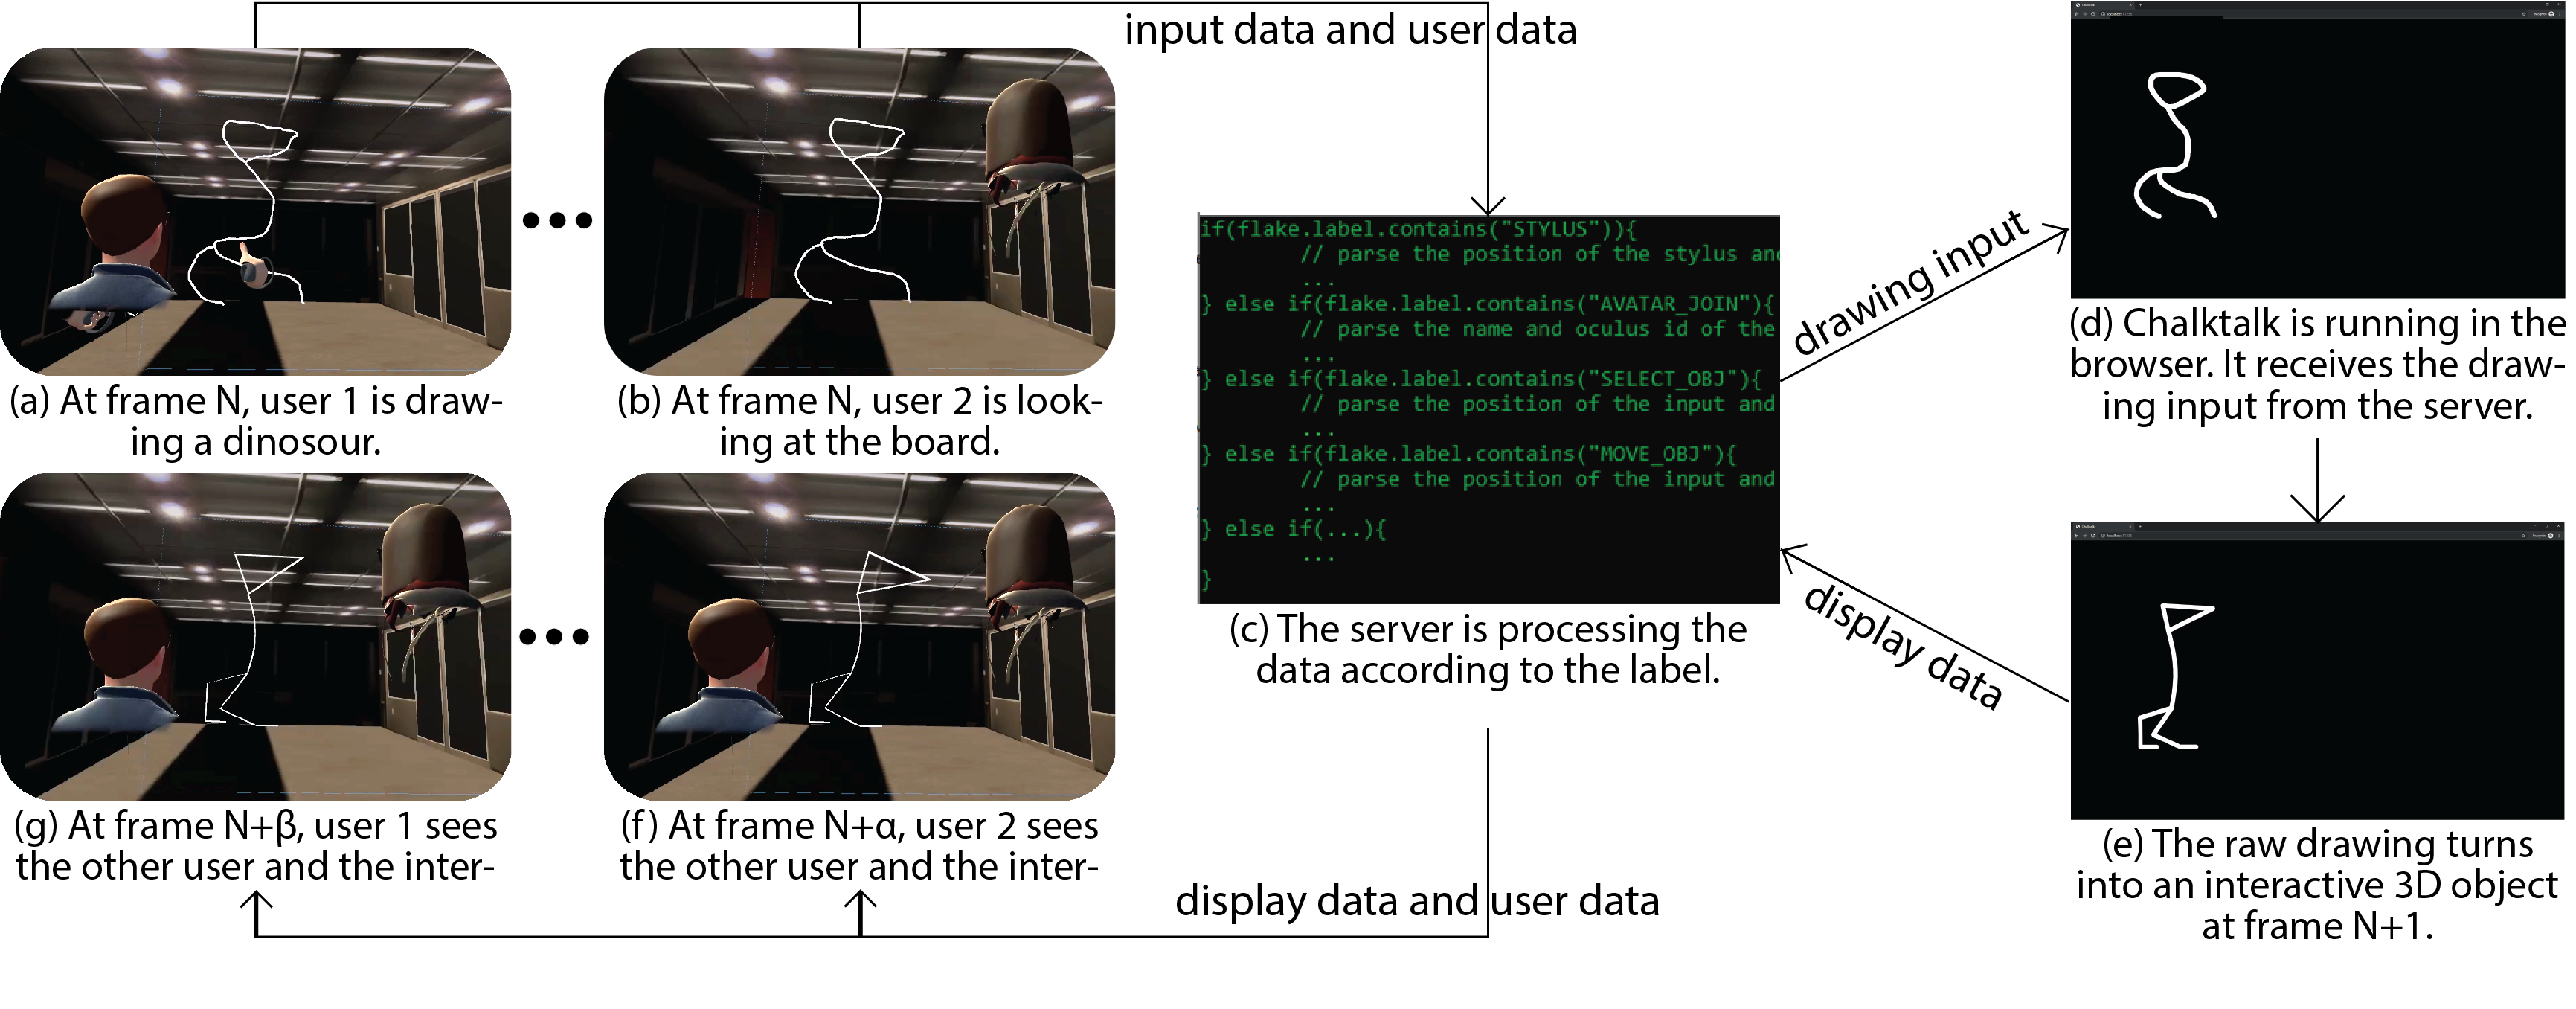 input data and user data
(a) At frame N, user 1 is draw-
ing a dinosour.
(b) At frame N, user 2 is look-
ing at the board.
if(flake.label.contains("STYLUS")){
// parse the position of the stylus and
...
} else if(flake.label.contains("AVATAR_JOIN"){
// parse the name and oculus id of the
...
} else if(flake.label.contains("SELECT_OBJ"){
// parse the position of the input and
...
} else if(flake.label.contains("MOVE_OBJ"){
// parse the position of the input and
...
} else if(...){
...
}
(c) The server is processing the
data according to the label.
drawing input
(d) Chalktalk is running in the
browser. It receives the draw-
ing input from the server.
display data
(e) The raw drawing turns
into an interactive 3D object
at frame N+1.
(g) At frame N+β, user 1 sees
the other user and the inter-
(f) At frame N+α, user 2 sees
the other user and the inter-
display data and user data